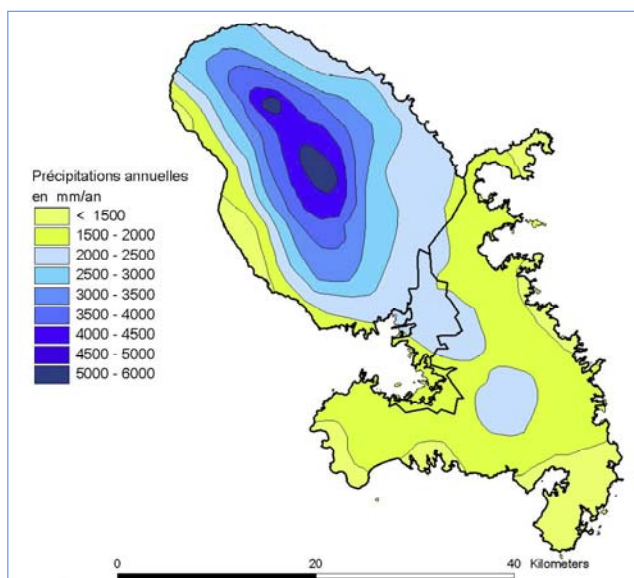 Précipitations annuelles
en mm/an
< 1500
1500 - 2000
2000 - 2500
2500 - 3000
3000 - 3500
3500 - 4000
4000 - 4500
4500 - 5000
5000 - 6000
0 20 40 Kilometers